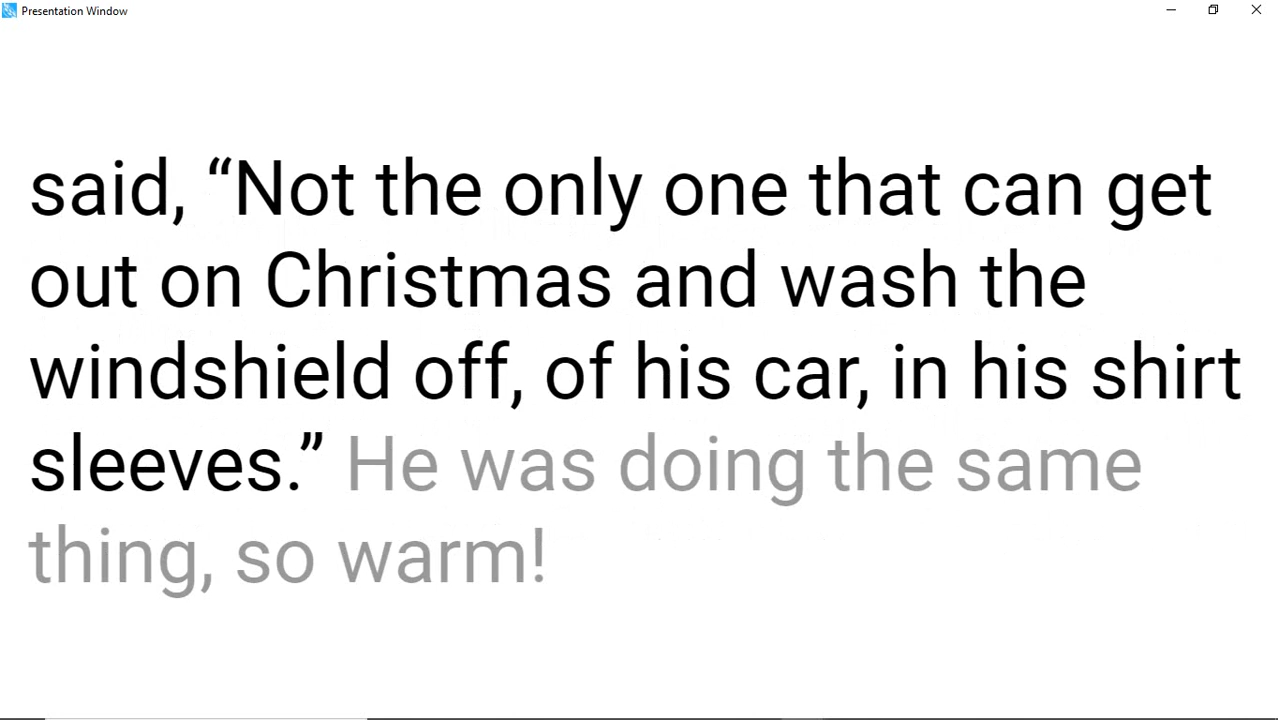 Presentation Window
said, “Not the only one that can get
out on Christmas and wash the
windshield off, of his car, in his shirt
sleeves.” He was doing the same
thing, so warm!